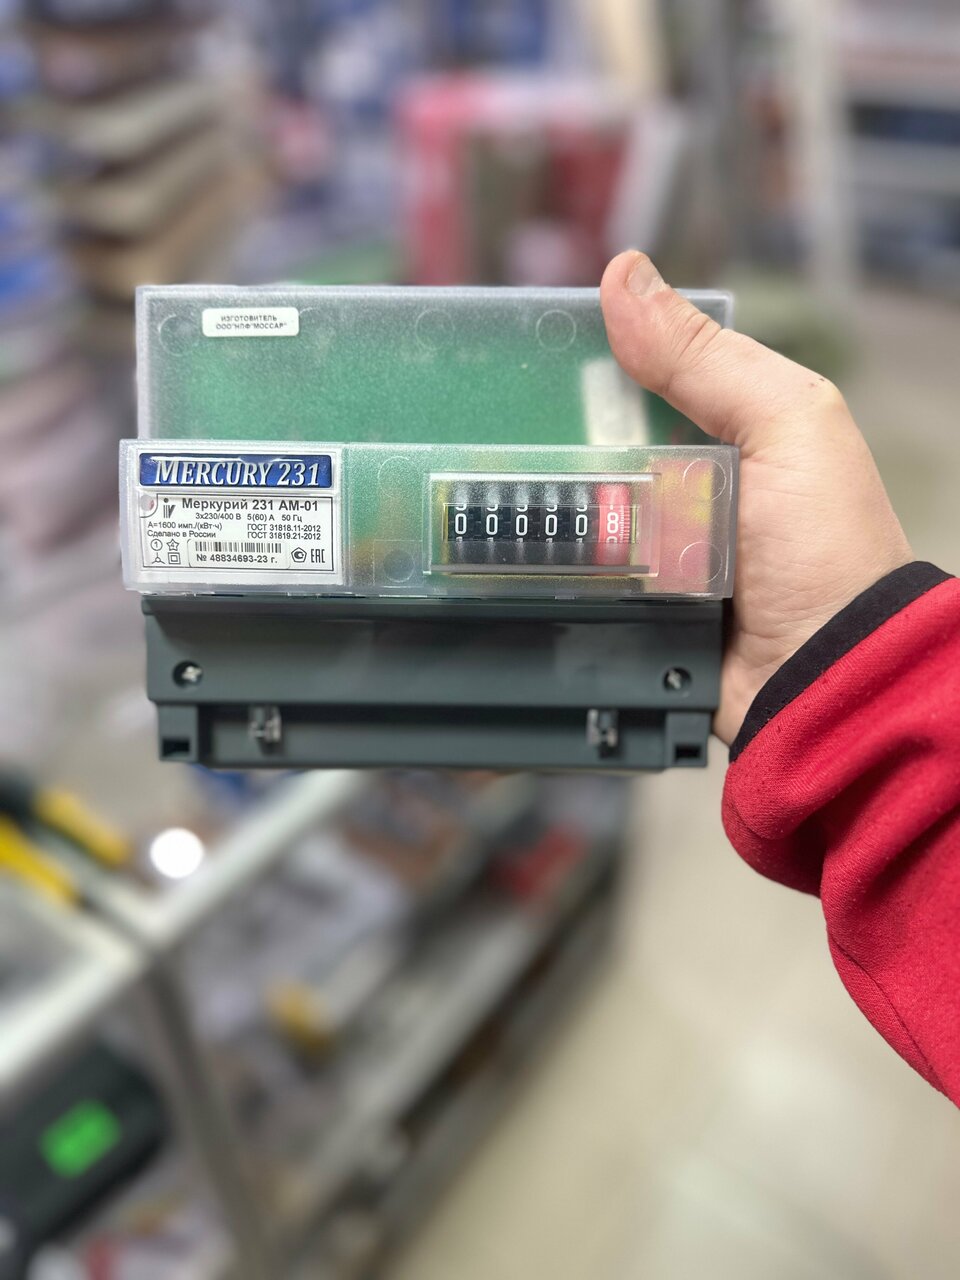 ИЗГОТОВИТЕЛЬ
ООО"НПФ"МОССАР"
MERCURY 231
Меркурий 231 АМ-01
3х230/400 В 5(60) А 50 Гц
А=1600 имп./(кВт·ч) ГОСТ 31818.11-2012
Сделано в России ГОСТ 31819.21-2012
№ 48834693-23 г.
ЕАС
0 0 0 0 0 8